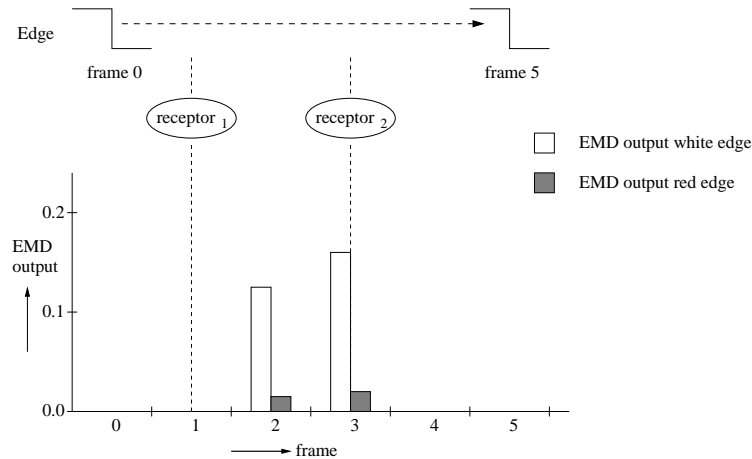 Edge
frame 0
frame 5
receptor 1
receptor 2
EMD output white edge
EMD output red edge
0.2
EMD
output
0.1
0.0
0 1 2 3 4 5
frame